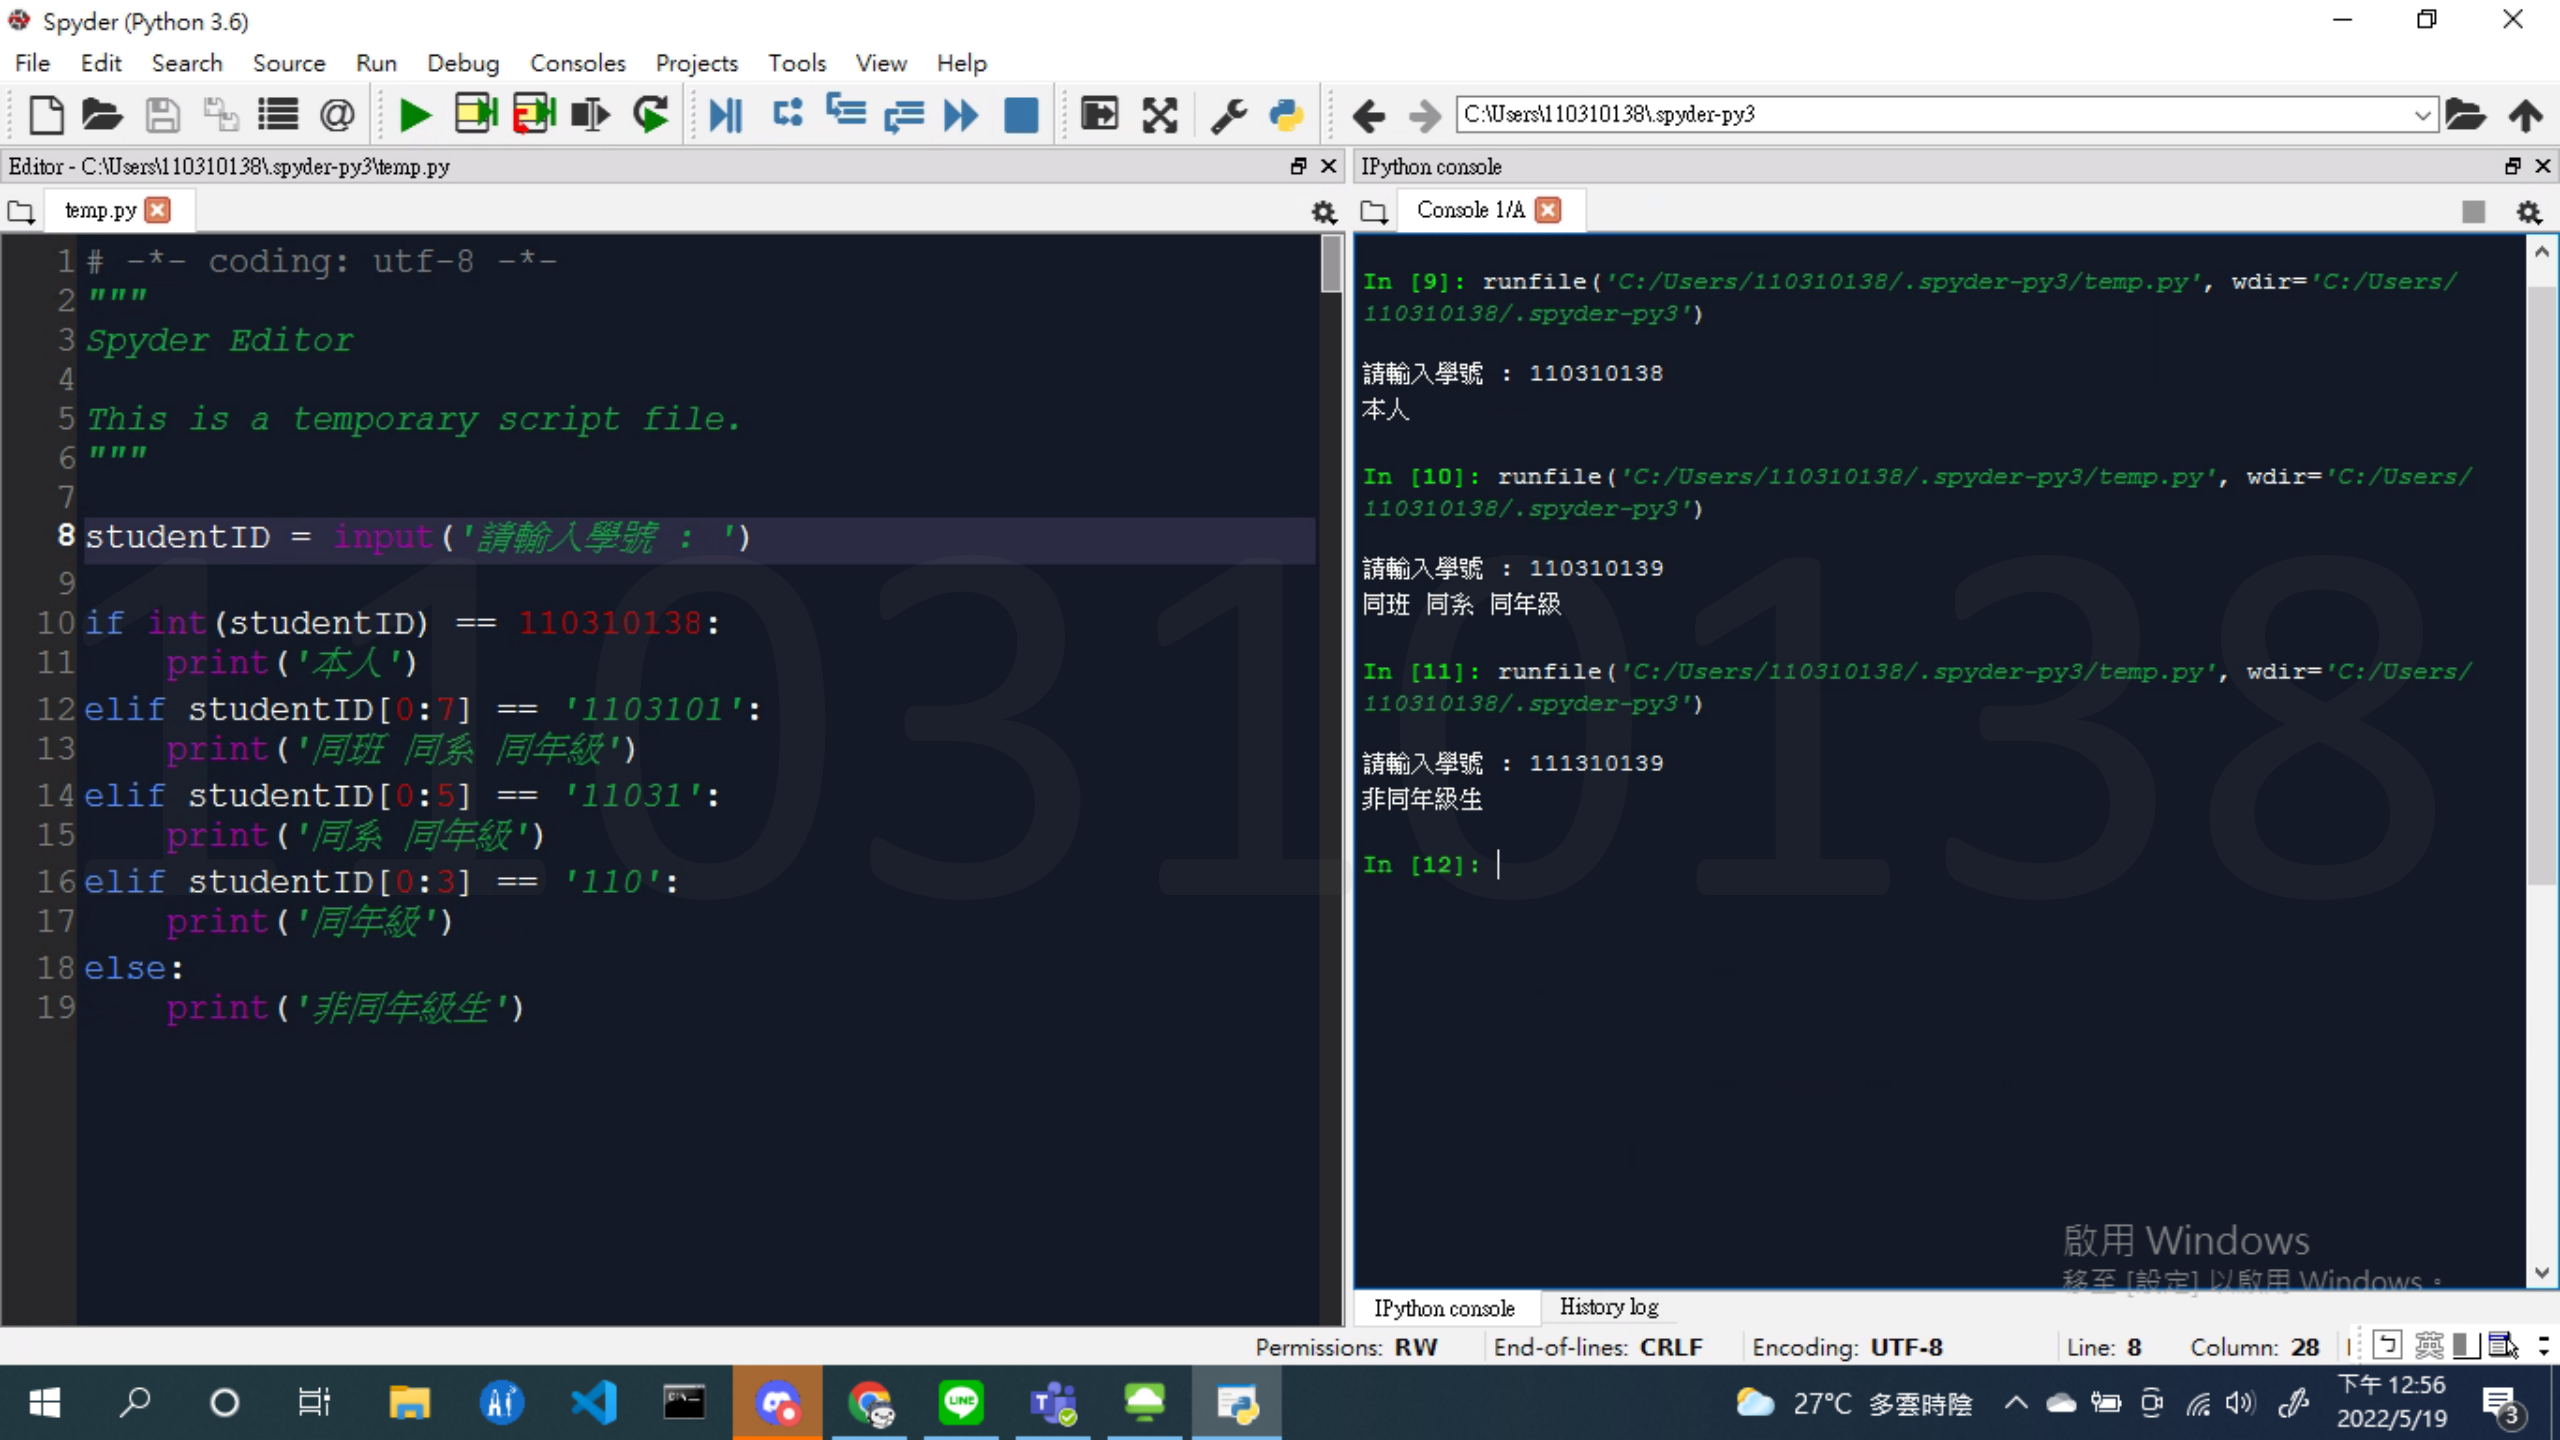 Spyder (Python 3.6)
File Edit Search Source Run Debug Consoles Projects Tools View Help
C:\Users\110310138\.spyder-py3
Editor - C:\Users\110310138\.spyder-py3\temp.py
temp.py
1 # -*- coding: utf-8 -*-
2 """
3 Spyder Editor
4
5 This is a temporary script file.
6 """
7
8 studentID = input('請輸入學號 : ')
9
10 if int(studentID) == 110310138:
11     print('本人')
12 elif studentID[0:7] == '1103101':
13     print('同班 同系 同年級')
14 elif studentID[0:5] == '11031':
15     print('同系 同年級')
16 elif studentID[0:3] == '110':
17     print('同年級')
18 else:
19     print('非同年級生')
IPython console
Console 1/A
In [9]: runfile('C:/Users/110310138/.spyder-py3/temp.py', wdir='C:/Users/
110310138/.spyder-py3')
請輸入學號 : 110310138
本人
In [10]: runfile('C:/Users/110310138/.spyder-py3/temp.py', wdir='C:/Users/
110310138/.spyder-py3')
請輸入學號 : 110310139
同班 同系 同年級
In [11]: runfile('C:/Users/110310138/.spyder-py3/temp.py', wdir='C:/Users/
110310138/.spyder-py3')
請輸入學號 : 111310139
非同年級生
In [12]:
110310138
啟用 Windows
移至 [設定] 以啟用 Windows。
IPython console History log
Permissions: RW End-of-lines: CRLF Encoding: UTF-8 Line: 8 Column: 28
ㄅ 英
27°C 多雲時陰
下午 12:56
2022/5/19
3
LINE